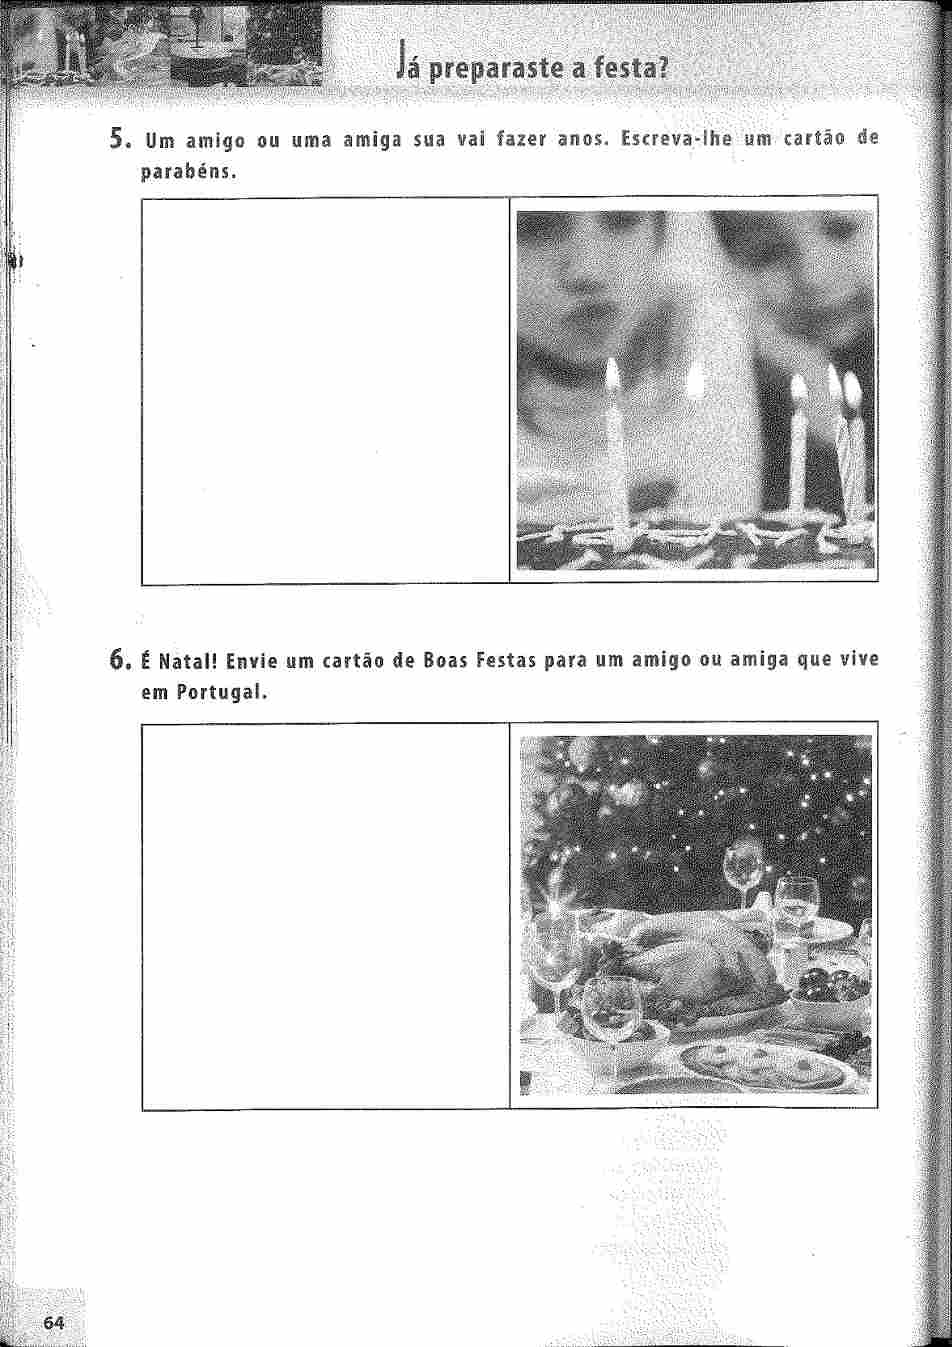 Já preparaste a festa?
5. Um amigo ou uma amiga sua vai fazer anos. Escreva-lhe um cartão de
parabéns.
6. É Natal! Envie um cartão de Boas Festas para um amigo ou amiga que vive
em Portugal.
64